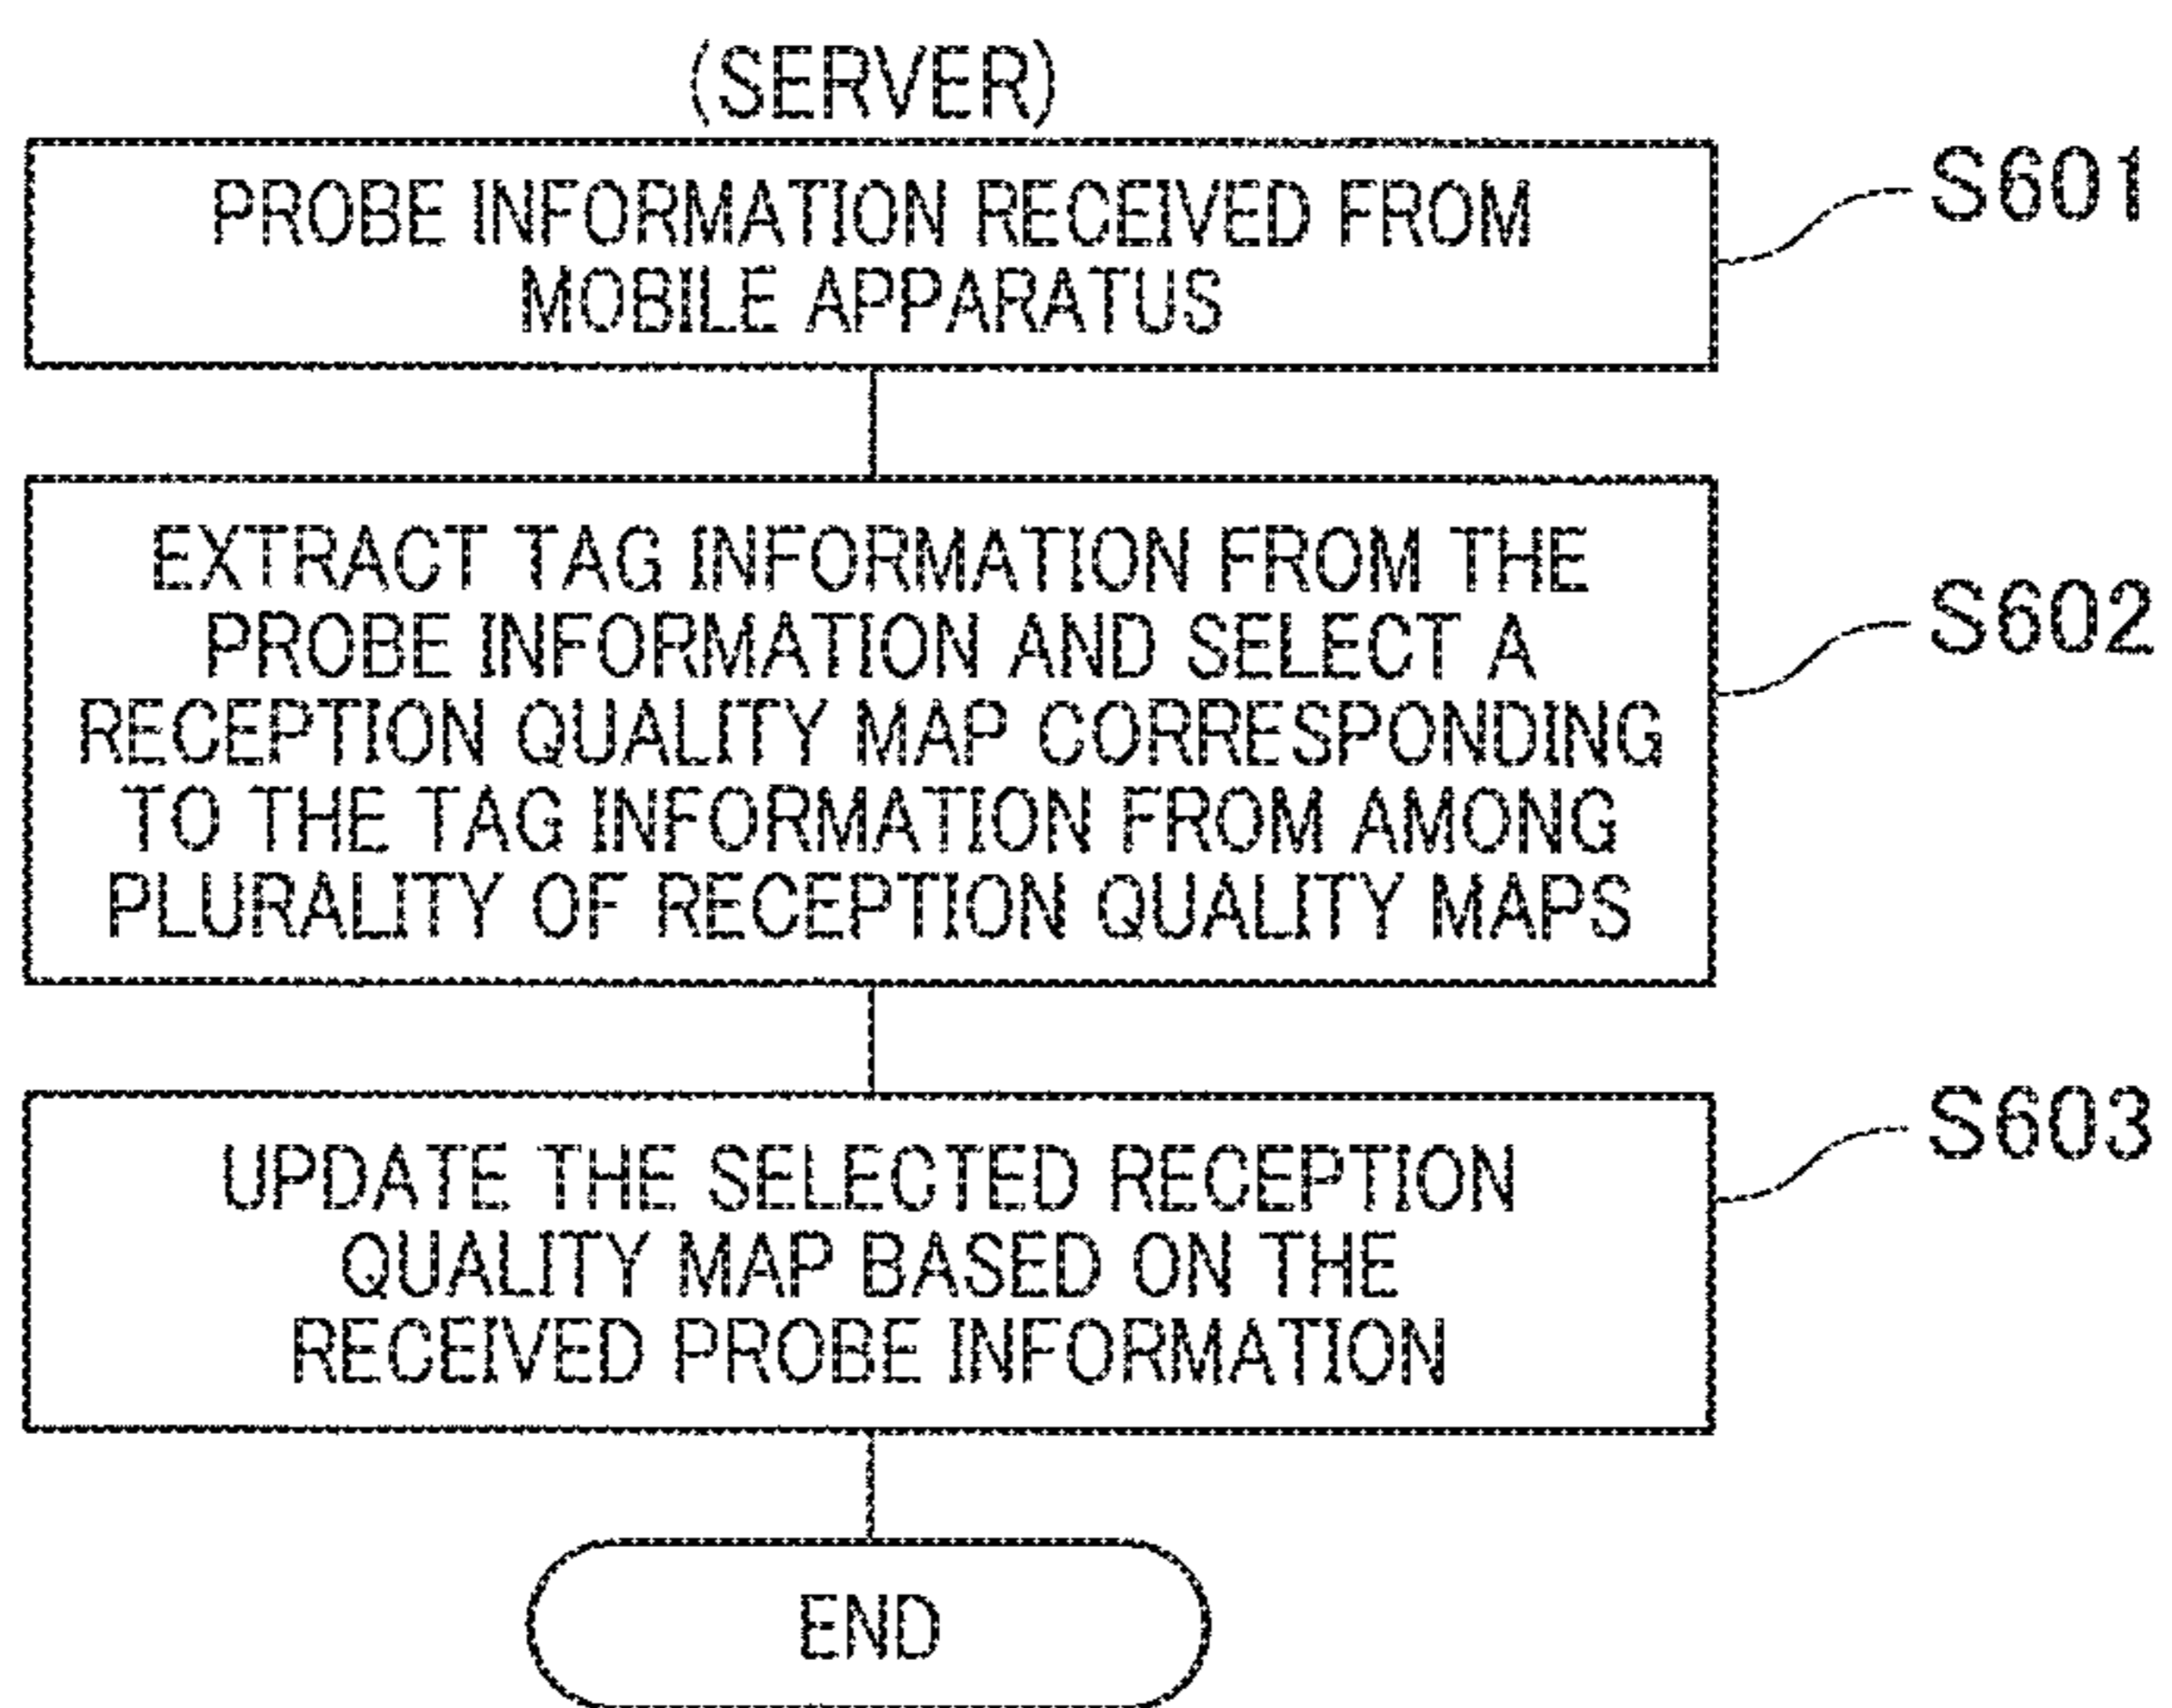 (SERVER)
PROBE INFORMATION RECEIVED FROM
MOBILE APPARATUS
S601
EXTRACT TAG INFORMATION FROM THE
PROBE INFORMATION AND SELECT A
RECEPTION QUALITY MAP CORRESPONDING
TO THE TAG INFORMATION FROM AMONG
PLURALITY OF RECEPTION QUALITY MAPS
S602
UPDATE THE SELECTED RECEPTION
QUALITY MAP BASED ON THE
RECEIVED PROBE INFORMATION
S603
END